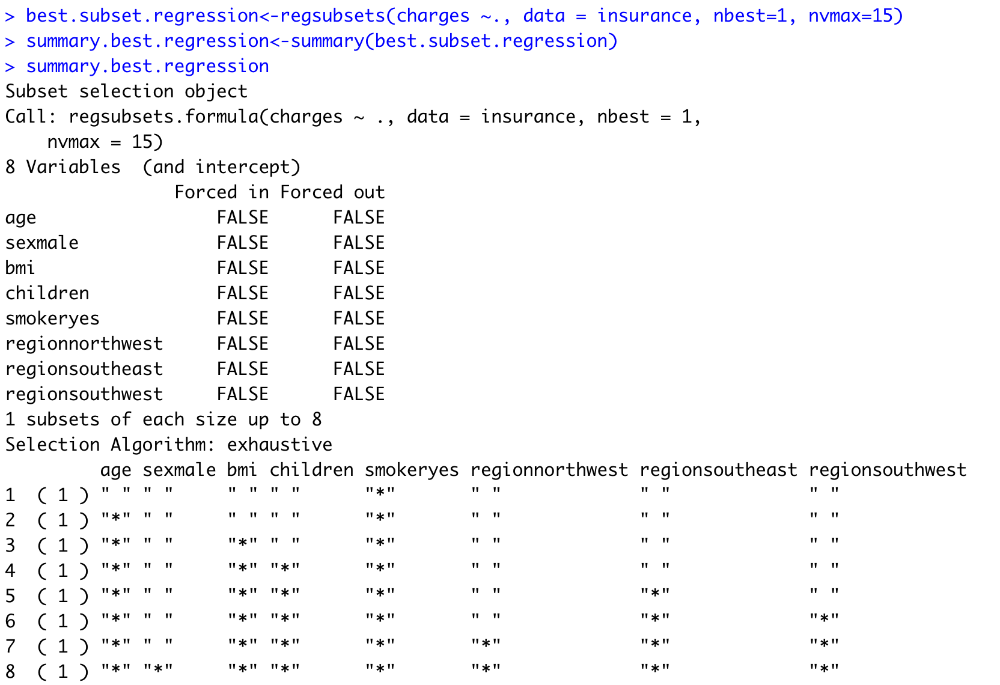 > best.subset.regression<-regsubsets(charges ~., data = insurance, nbest=1, nvmax=15)
> summary.best.regression<-summary(best.subset.regression)
> summary.best.regression
Subset selection object
Call: regsubsets.formula(charges ~ ., data = insurance, nbest = 1,
    nvmax = 15)
8 Variables  (and intercept)
                Forced in Forced out
age                 FALSE      FALSE
sexmale             FALSE      FALSE
bmi                 FALSE      FALSE
children            FALSE      FALSE
smokeryes           FALSE      FALSE
regionnorthwest     FALSE      FALSE
regionsoutheast     FALSE      FALSE
regionsouthwest     FALSE      FALSE
1 subsets of each size up to 8
Selection Algorithm: exhaustive
         age sexmale bmi children smokeryes regionnorthwest regionsoutheast regionsouthwest
1  ( 1 ) " " " "     " " " "      "*"       " "             " "             " "
2  ( 1 ) "*" " "     " " " "      "*"       " "             " "             " "
3  ( 1 ) "*" " "     "*" " "      "*"       " "             " "             " "
4  ( 1 ) "*" " "     "*" "*"      "*"       " "             " "             " "
5  ( 1 ) "*" " "     "*" "*"      "*"       " "             "*"             " "
6  ( 1 ) "*" " "     "*" "*"      "*"       " "             "*"             "*"
7  ( 1 ) "*" " "     "*" "*"      "*"       "*"             "*"             "*"
8  ( 1 ) "*" "*"     "*" "*"      "*"       "*"             "*"             "*"